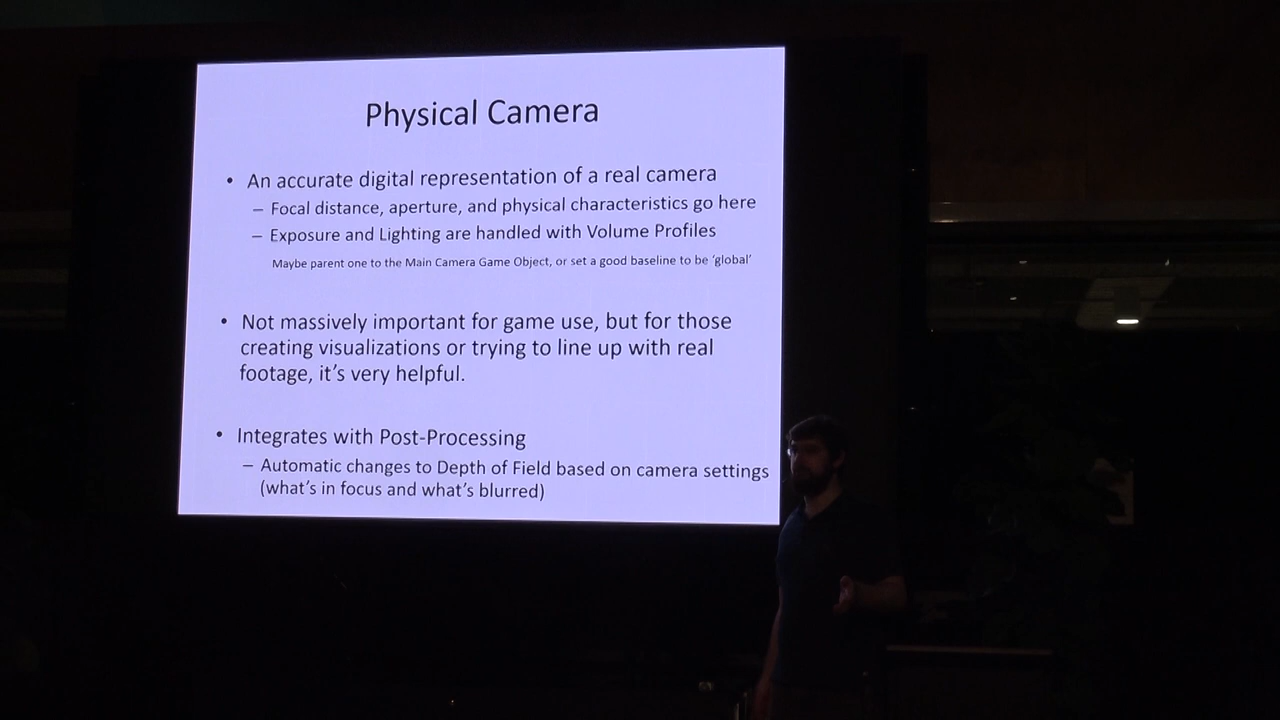 Physical Camera
• An accurate digital representation of a real camera
– Focal distance, aperture, and physical characteristics go here
– Exposure and Lighting are handled with Volume Profiles
Maybe parent one to the Main Camera Game Object, or set a good baseline to be ‘global’
• Not massively important for game use, but for those
creating visualizations or trying to line up with real
footage, it’s very helpful.
• Integrates with Post-Processing
– Automatic changes to Depth of Field based on camera settings
(what’s in focus and what’s blurred)